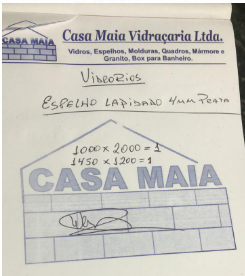 CASA MAIA
Casa Maia Vidraçaria Ltda.
Vidros, Espelhos, Molduras, Quadros, Mármore e
Granito, Box para Banheiro.
VIDROS
ESPELHO LAPIDADO 4MM PRATA
1000 x 2000 = 1
1450 x 1200 = 1
CASA MAIA